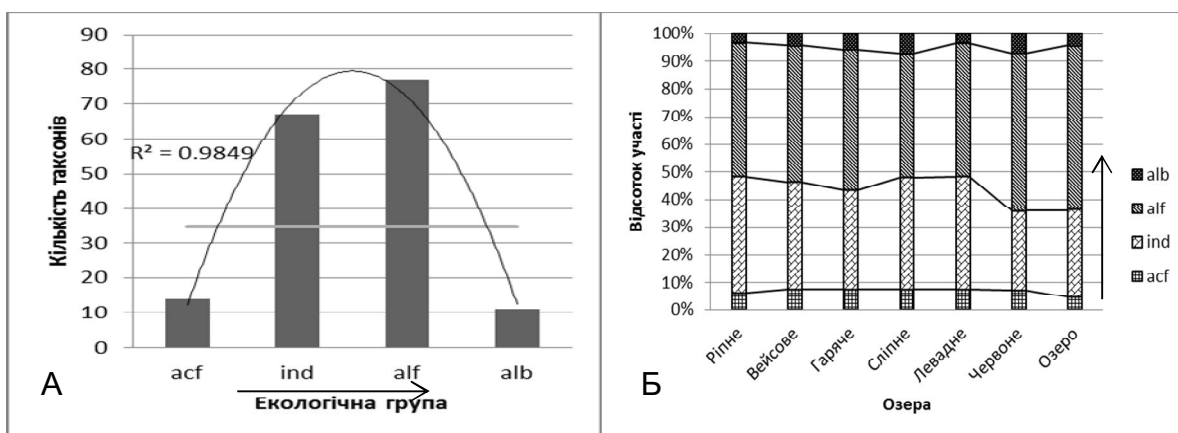 90
80
70
60
50
40
30
20
10
0
Кількість таксонів
R² = 0.9849
acf ind alf alb
Екологічна група
А
100%
90%
80%
70%
60%
50%
40%
30%
20%
10%
0%
Відсоток участі
Ріпне Вейсове Гаряче Сліпне Левадне Червоне Озеро
Озера
alb
alf
ind
acf
Б